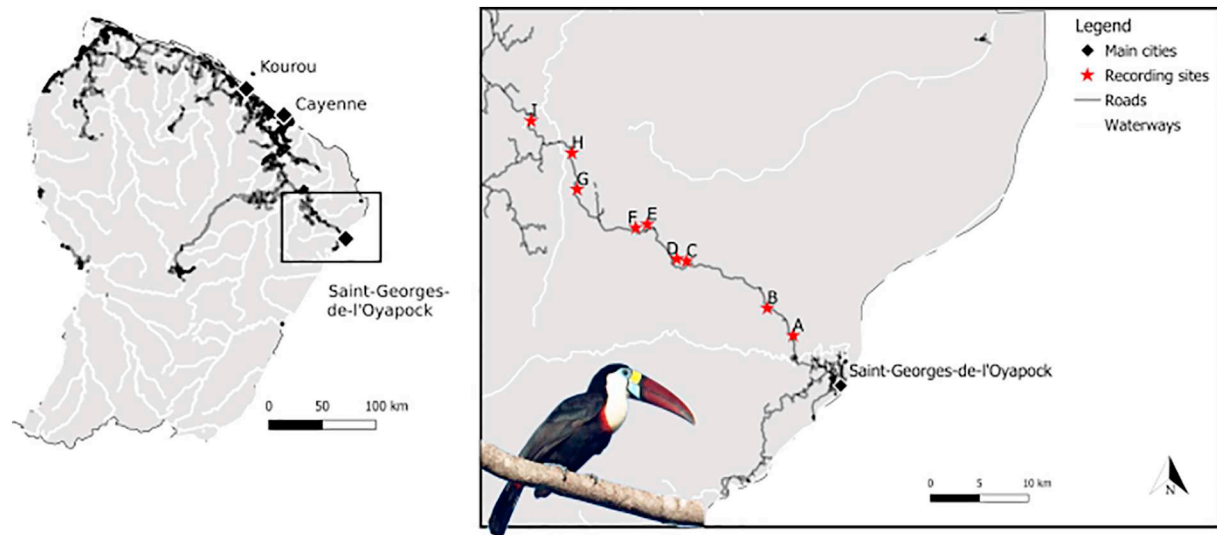 Kourou
Cayenne
Saint-Georges-
de-l'Oyapock
0 50 100 km
Legend
Main cities
Recording sites
Roads
Waterways
I
H
G
F E
D C
B
A
Saint-Georges-de-l'Oyapock
0 5 10 km
N